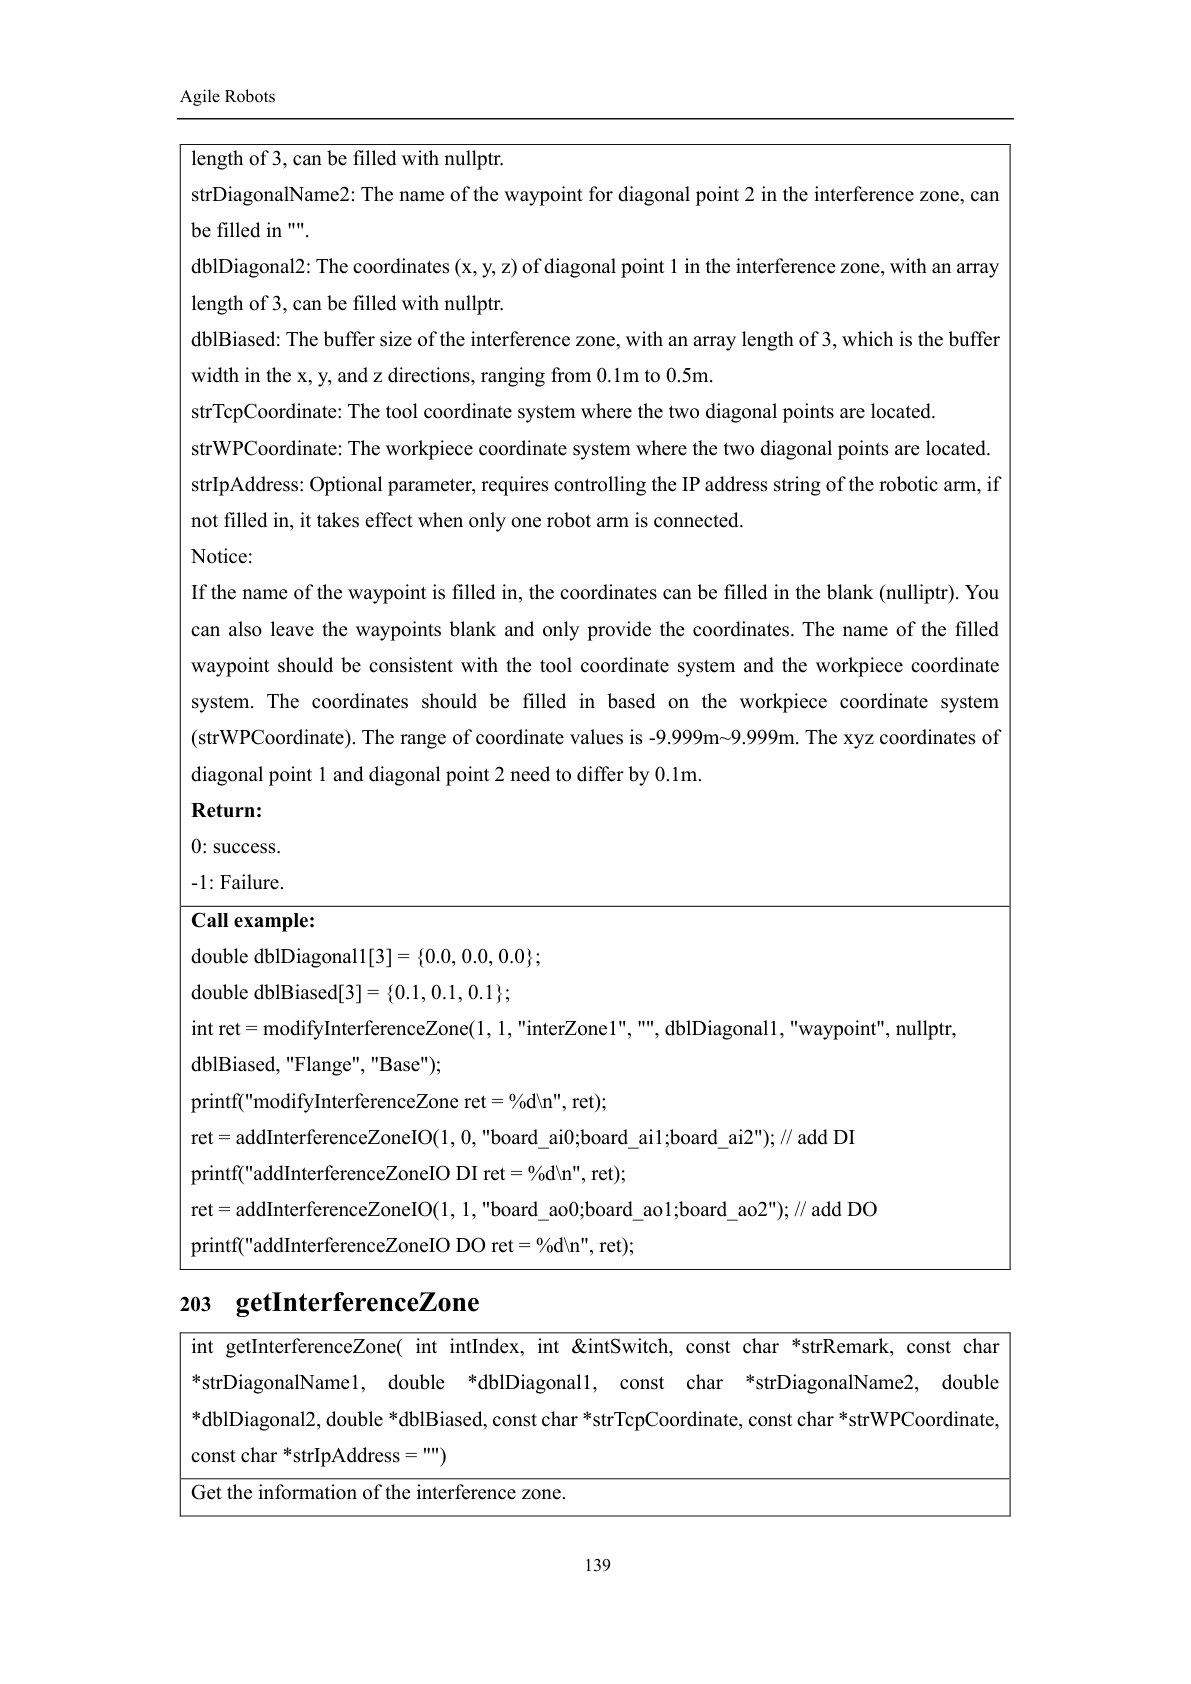 Agile Robots
length of 3, can be filled with nullptr.
strDiagonalName2: The name of the waypoint for diagonal point 2 in the interference zone, can
be filled in "".
dblDiagonal2: The coordinates (x, y, z) of diagonal point 1 in the interference zone, with an array
length of 3, can be filled with nullptr.
dblBiased: The buffer size of the interference zone, with an array length of 3, which is the buffer
width in the x, y, and z directions, ranging from 0.1m to 0.5m.
strTcpCoordinate: The tool coordinate system where the two diagonal points are located.
strWPCoordinate: The workpiece coordinate system where the two diagonal points are located.
strIpAddress: Optional parameter, requires controlling the IP address string of the robotic arm, if
not filled in, it takes effect when only one robot arm is connected.
Notice:
If the name of the waypoint is filled in, the coordinates can be filled in the blank (nulliptr). You
can also leave the waypoints blank and only provide the coordinates. The name of the filled
waypoint should be consistent with the tool coordinate system and the workpiece coordinate
system. The coordinates should be filled in based on the workpiece coordinate system
(strWPCoordinate). The range of coordinate values is -9.999m~9.999m. The xyz coordinates of
diagonal point 1 and diagonal point 2 need to differ by 0.1m.
Return:
0: success.
-1: Failure.
Call example:
double dblDiagonal1[3] = {0.0, 0.0, 0.0};
double dblBiased[3] = {0.1, 0.1, 0.1};
int ret = modifyInterferenceZone(1, 1, "interZone1", "", dblDiagonal1, "waypoint", nullptr,
dblBiased, "Flange", "Base");
printf("modifyInterferenceZone ret = %d\n", ret);
ret = addInterferenceZoneIO(1, 0, "board_ai0;board_ai1;board_ai2"); // add DI
printf("addInterferenceZoneIO DI ret = %d\n", ret);
ret = addInterferenceZoneIO(1, 1, "board_ao0;board_ao1;board_ao2"); // add DO
printf("addInterferenceZoneIO DO ret = %d\n", ret);
203 getInterferenceZone
int getInterferenceZone( int intIndex, int &intSwitch, const char *strRemark, const char
*strDiagonalName1, double *dblDiagonal1, const char *strDiagonalName2, double
*dblDiagonal2, double *dblBiased, const char *strTcpCoordinate, const char *strWPCoordinate,
const char *strIpAddress = "")
Get the information of the interference zone.
139